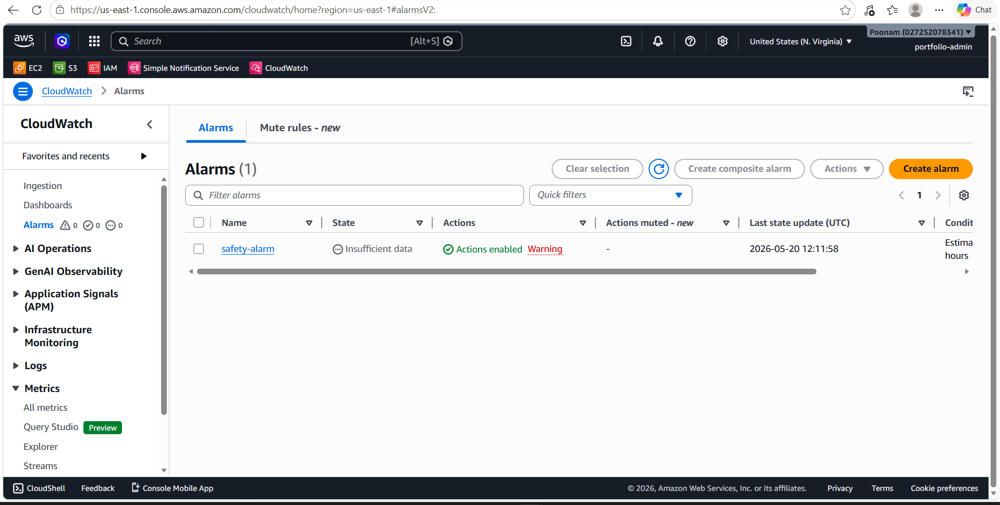 https://us-east-1.console.aws.amazon.com/cloudwatch/home?region=us-east-1#alarmsV2:
Chat
aws
Search
[Alt+S]
United States (N. Virginia)
Poonam (027252078341)
portfolio-admin
EC2
S3
IAM
Simple Notification Service
CloudWatch
CloudWatch
Alarms
CloudWatch
Favorites and recents
Ingestion
Dashboards
Alarms 0 0 0
AI Operations
GenAI Observability
Application Signals
(APM)
Infrastructure
Monitoring
Logs
Metrics
All metrics
Query Studio Preview
Explorer
Streams
Alarms
Mute rules - new
Alarms (1)
Clear selection
Create composite alarm
Actions
Create alarm
Filter alarms
Quick filters
1
Name State Actions Actions muted - new Last state update (UTC) Condit
safety-alarm Insufficient data Actions enabled Warning - 2026-05-20 12:11:58 Estima
hours
CloudShell Feedback Console Mobile App
© 2026, Amazon Web Services, Inc. or its affiliates. Privacy Terms Cookie preferences